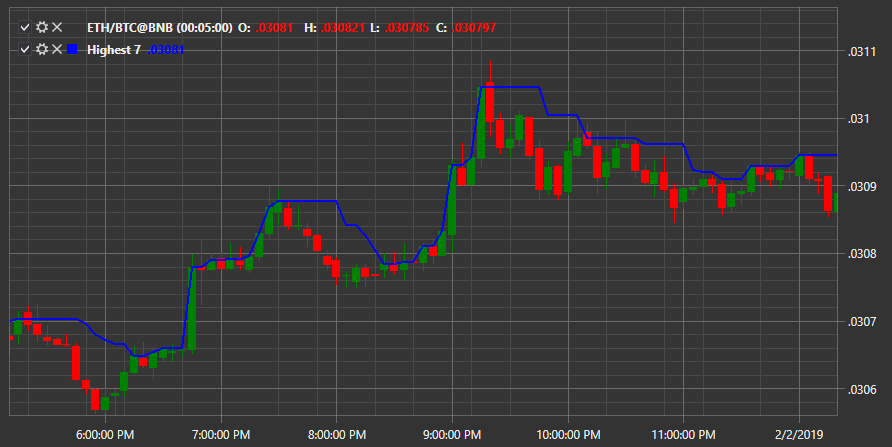 ETH/BTC@BNB (00:05:00) O: .03081 H: .030821 L: .030785 C: .030797
Highest 7 .03081
.0311
.031
.0309
.0308
.0307
.0306
6:00:00 PM 7:00:00 PM 8:00:00 PM 9:00:00 PM 10:00:00 PM 11:00:00 PM 2/2/2019